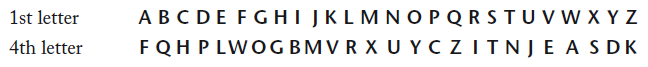 1st letter A B C D E F G H I J K L M N O P Q R S T U V W X Y Z
4th letter F Q H P L W O G B M V R X U Y C Z I T N J E A S D K